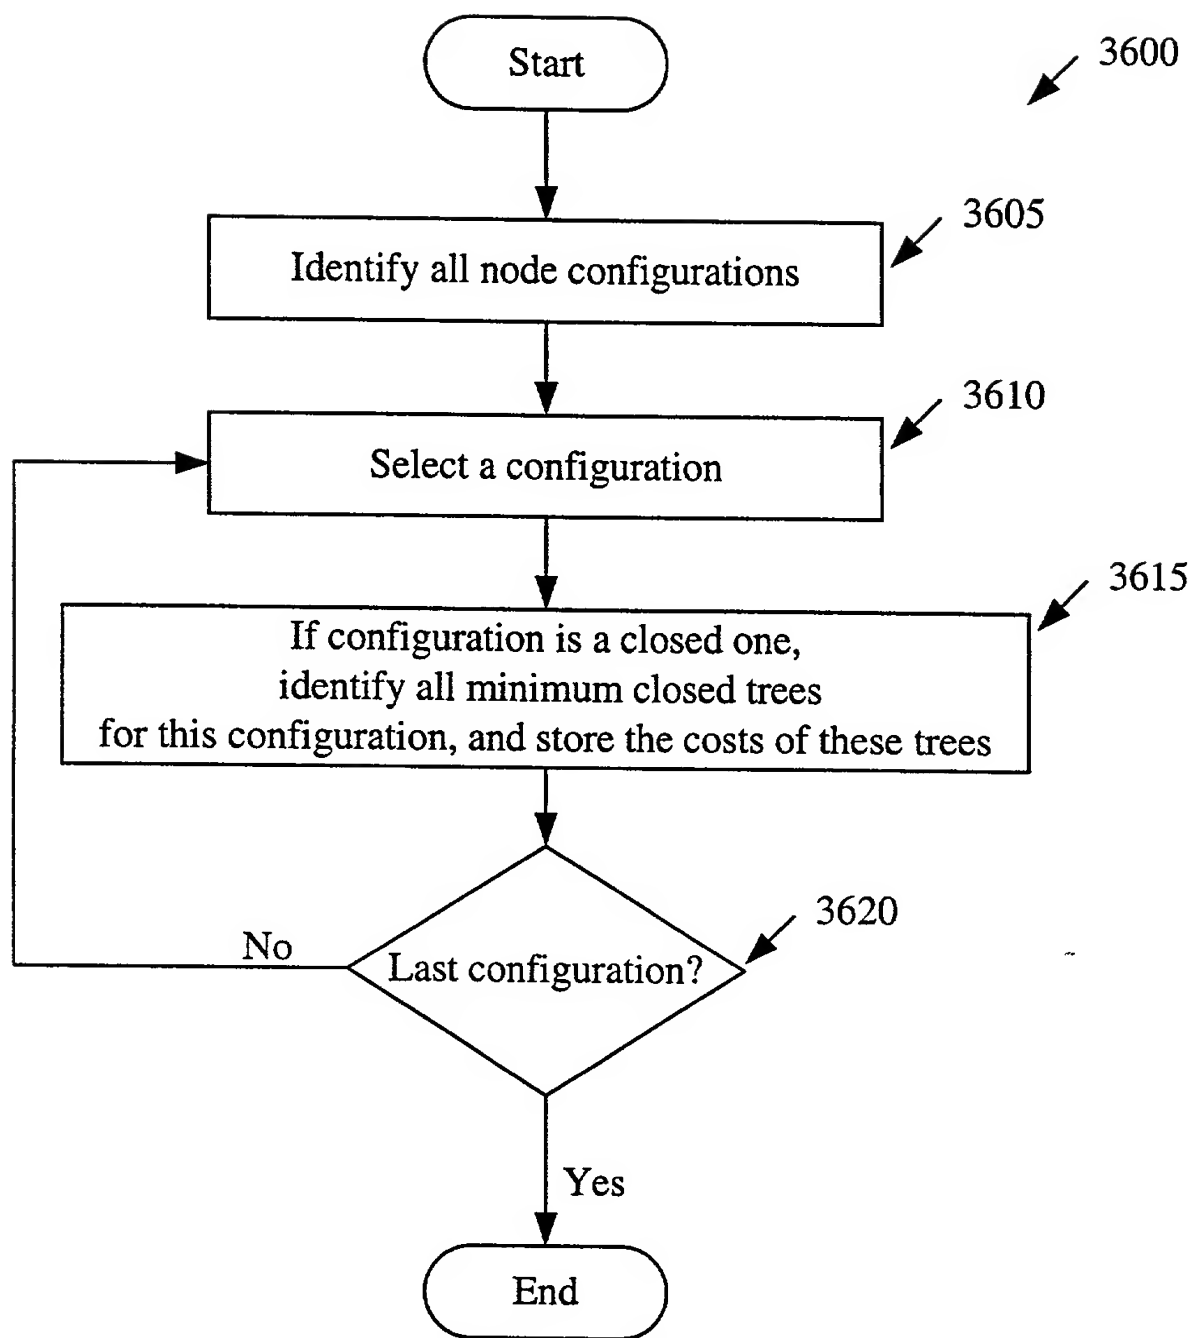 Start
3600
3605
Identify all node configurations
3610
Select a configuration
3615
If configuration is a closed one,
identify all minimum closed trees
for this configuration, and store the costs of these trees
3620
No
Last configuration?
Yes
End